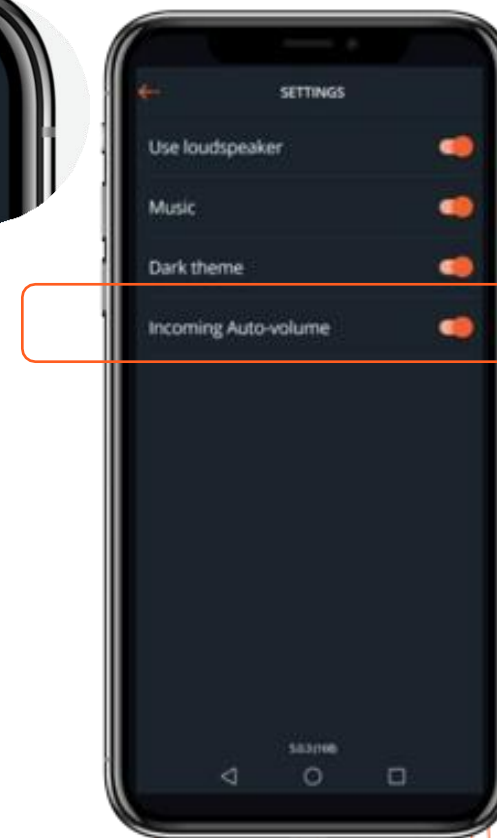 SETTINGS
Use loudspeaker
Music
Dark theme
Incoming Auto-volume